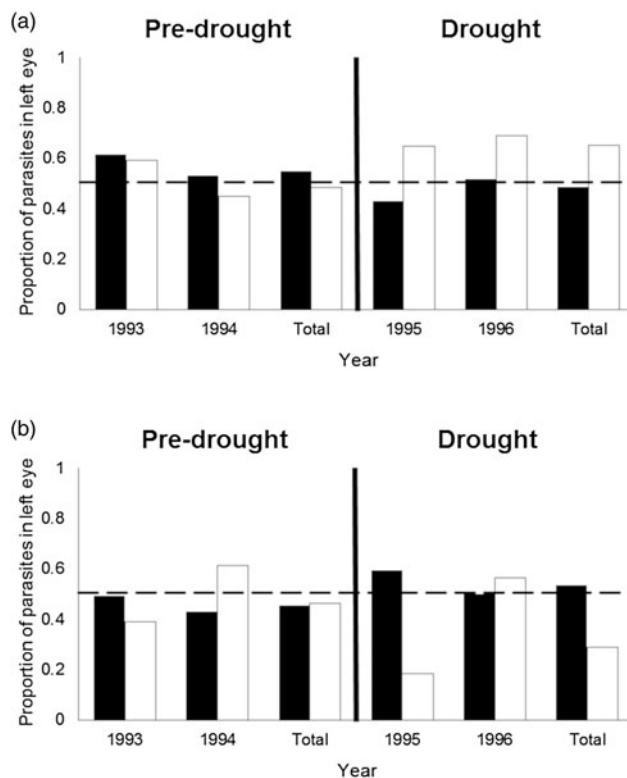 (a)
Pre-drought Drought
Proportion of parasites in left eye
1
0.8
0.6
0.4
0.2
0
1993 1994 Total 1995 1996 Total
Year
(b)
Pre-drought Drought
Proportion of parasites in left eye
1
0.8
0.6
0.4
0.2
0
1993 1994 Total 1995 1996 Total
Year